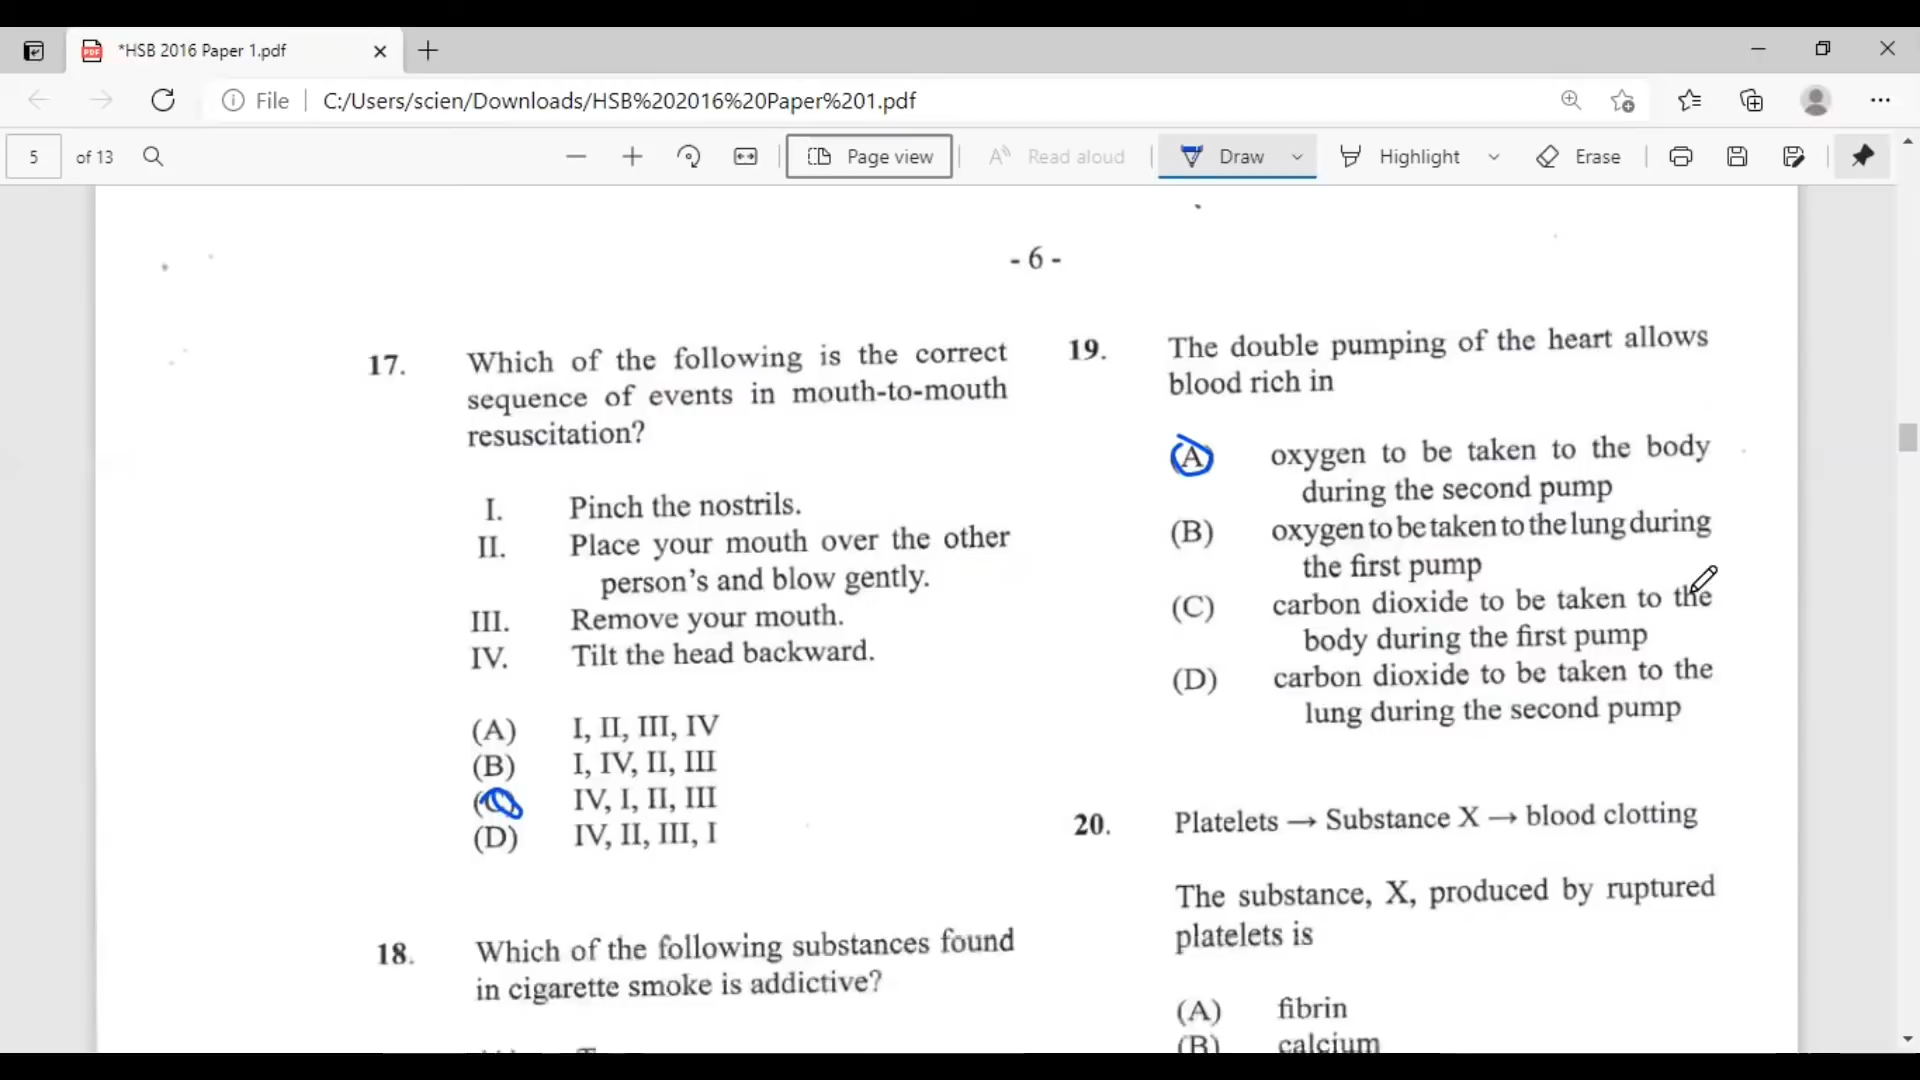 *HSB 2016 Paper 1.pdf
File
C:/Users/scien/Downloads/HSB%202016%20Paper%201.pdf
5 of 13
Page view
Read aloud
Draw
Highlight
Erase
- 6 -
17. Which of the following is the correct
sequence of events in mouth-to-mouth
resuscitation?
I. Pinch the nostrils.
II. Place your mouth over the other
person's and blow gently.
III. Remove your mouth.
IV. Tilt the head backward.
(A) I, II, III, IV
(B) I, IV, II, III
IV, I, II, III
(D) IV, II, III, I
18. Which of the following substances found
in cigarette smoke is addictive?
19. The double pumping of the heart allows
blood rich in
(A) oxygen to be taken to the body
during the second pump
(B) oxygen to be taken to the lung during
the first pump
(C) carbon dioxide to be taken to the
body during the first pump
(D) carbon dioxide to be taken to the
lung during the second pump
20. Platelets → Substance X → blood clotting
The substance, X, produced by ruptured
platelets is
(A) fibrin
(B) calcium